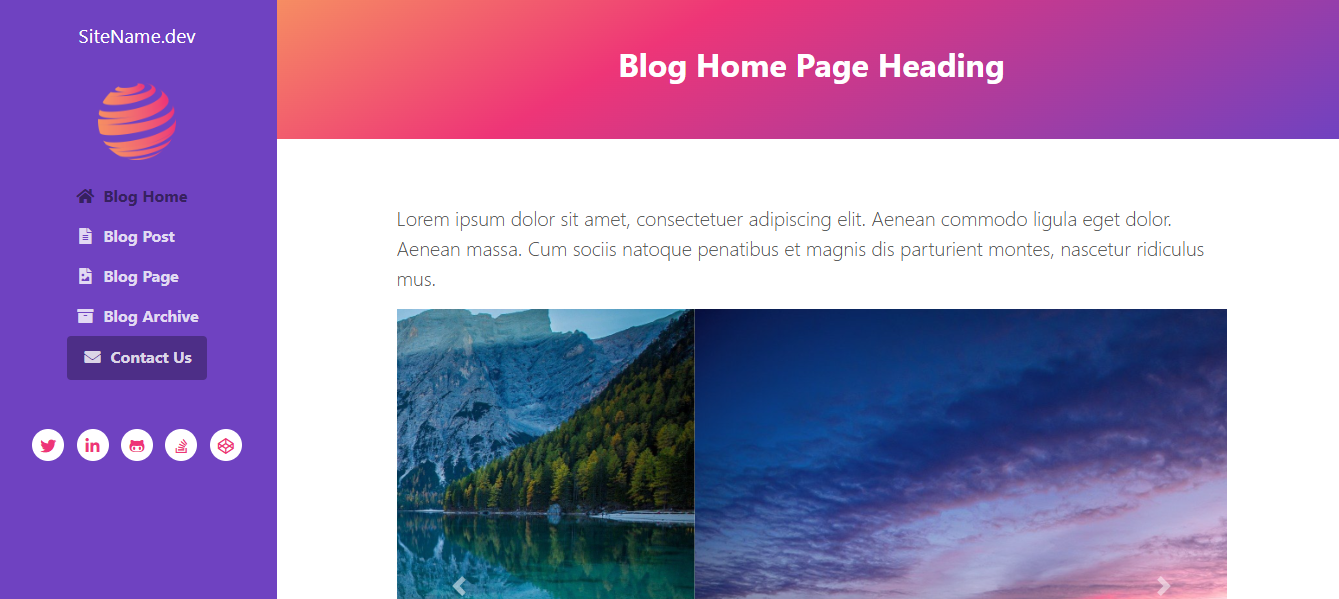 SiteName.dev
Blog Home
Blog Post
Blog Page
Blog Archive
Contact Us
Blog Home Page Heading
Lorem ipsum dolor sit amet, consectetuer adipiscing elit. Aenean commodo ligula eget dolor.
Aenean massa. Cum sociis natoque penatibus et magnis dis parturient montes, nascetur ridiculus
mus.